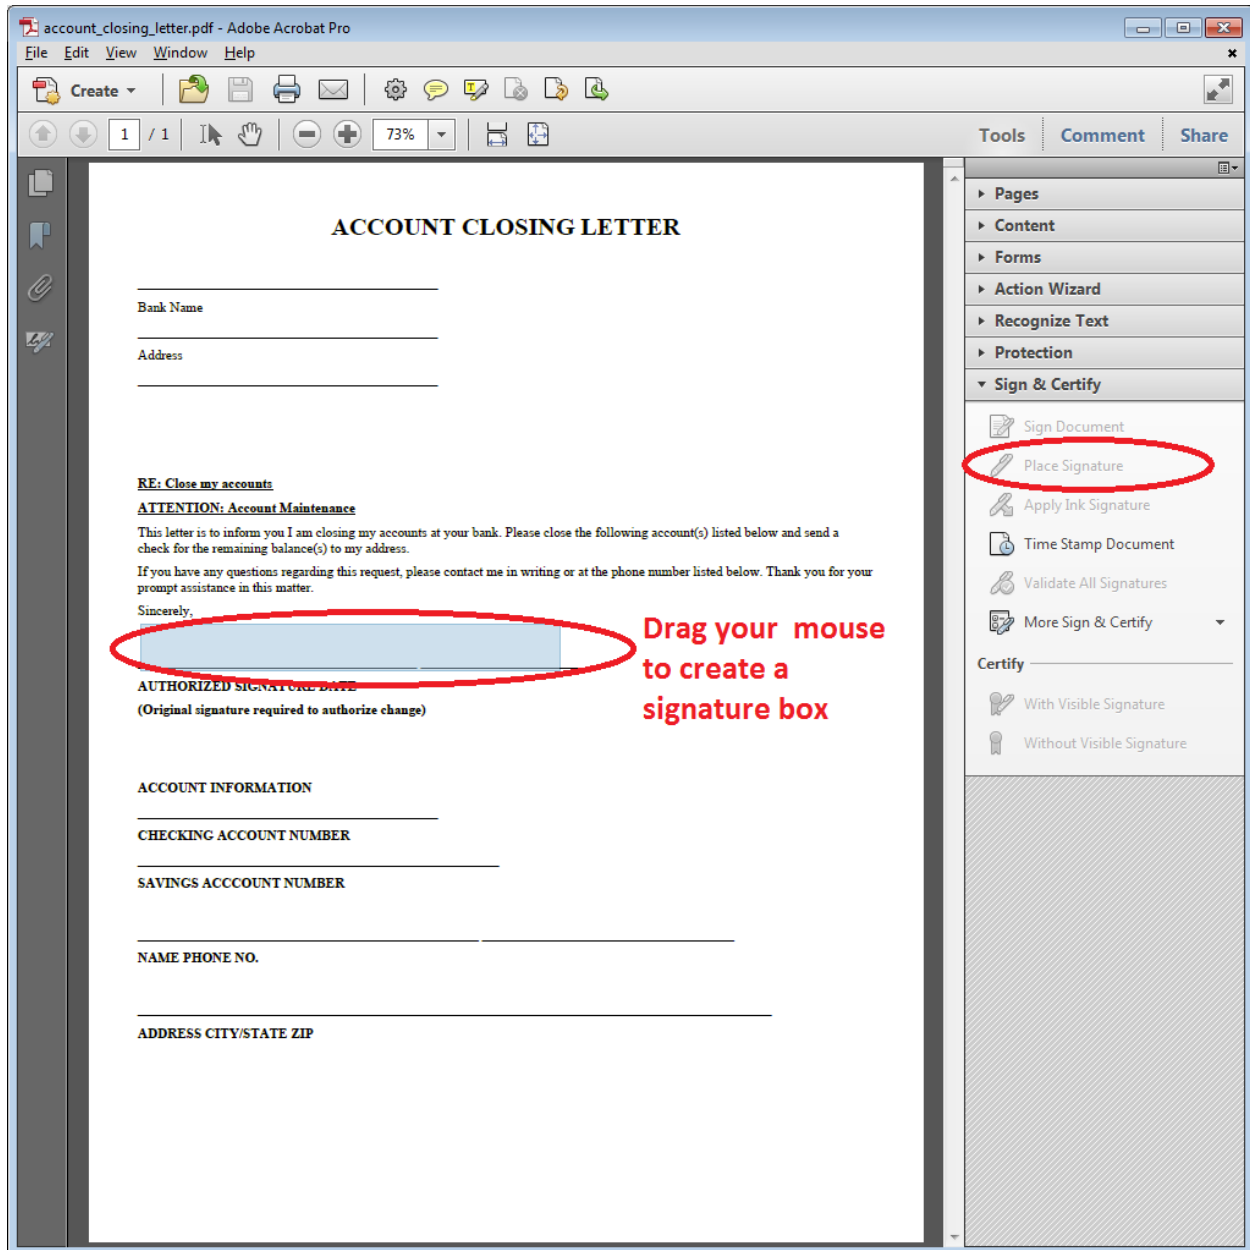 account_closing_letter.pdf - Adobe Acrobat Pro
File Edit View Window Help
Create
1 / 1 73% Tools Comment Share
Pages
Content
Forms
Action Wizard
Recognize Text
Protection
Sign & Certify
Sign Document
Place Signature
Apply Ink Signature
Time Stamp Document
Validate All Signatures
More Sign & Certify
Certify
With Visible Signature
Without Visible Signature
ACCOUNT CLOSING LETTER
Bank Name
Address
RE: Close my accounts
ATTENTION: Account Maintenance
This letter is to inform you I am closing my accounts at your bank. Please close the following account(s) listed below and send a
check for the remaining balance(s) to my address.
If you have any questions regarding this request, please contact me in writing or at the phone number listed below. Thank you for your
prompt assistance in this matter.
Sincerely,
Drag your mouse
to create a
signature box
AUTHORIZED SIGNATURE DATE
(Original signature required to authorize change)
ACCOUNT INFORMATION
CHECKING ACCOUNT NUMBER
SAVINGS ACCCOUNT NUMBER
NAME PHONE NO.
ADDRESS CITY/STATE ZIP